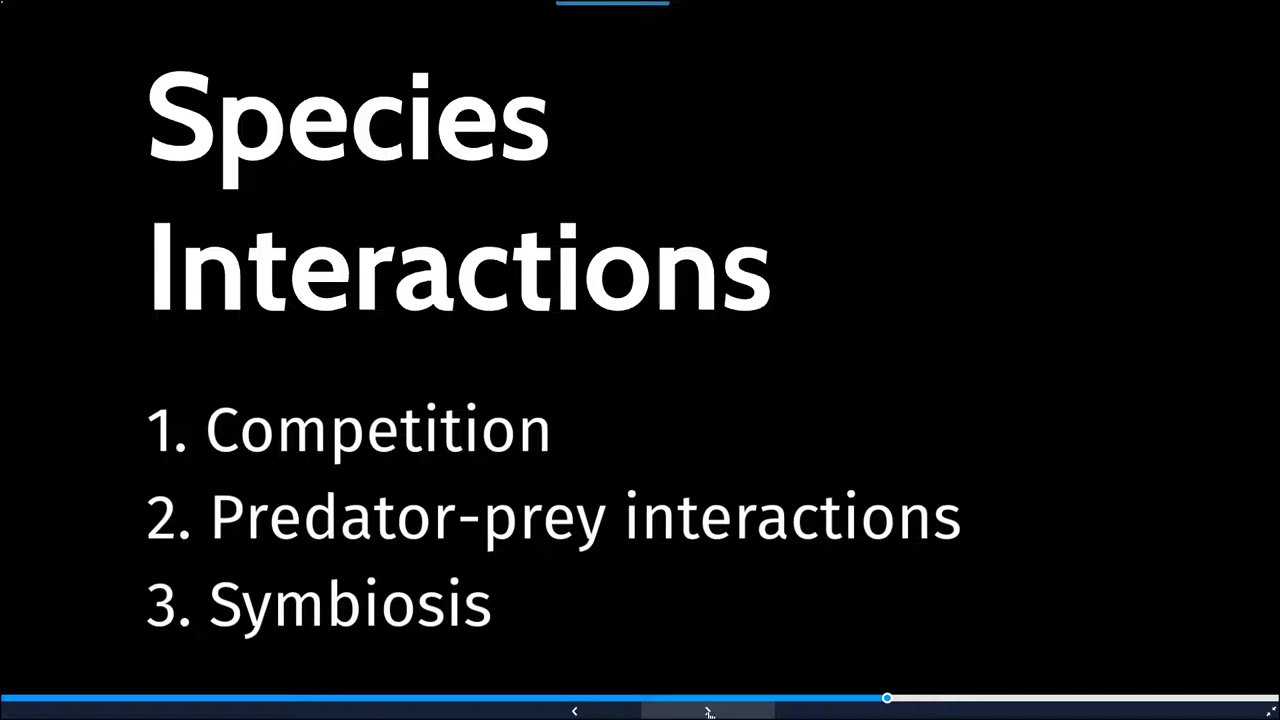 Species
Interactions
1. Competition
2. Predator-prey interactions
3. Symbiosis